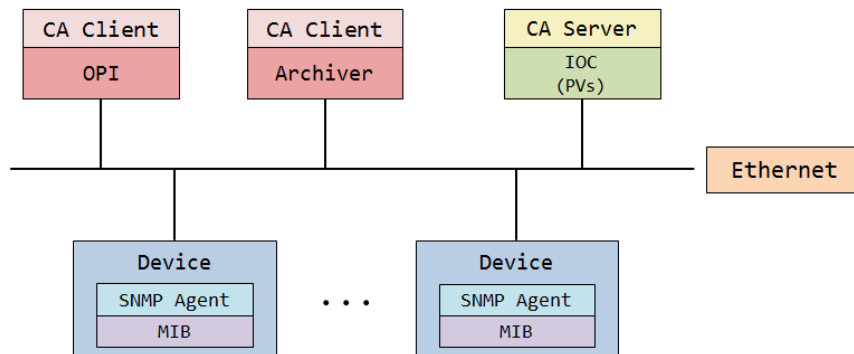 CA Client
OPI
CA Client
Archiver
CA Server
IOC
(PVs)
Ethernet
Device
SNMP Agent
MIB
...
Device
SNMP Agent
MIB